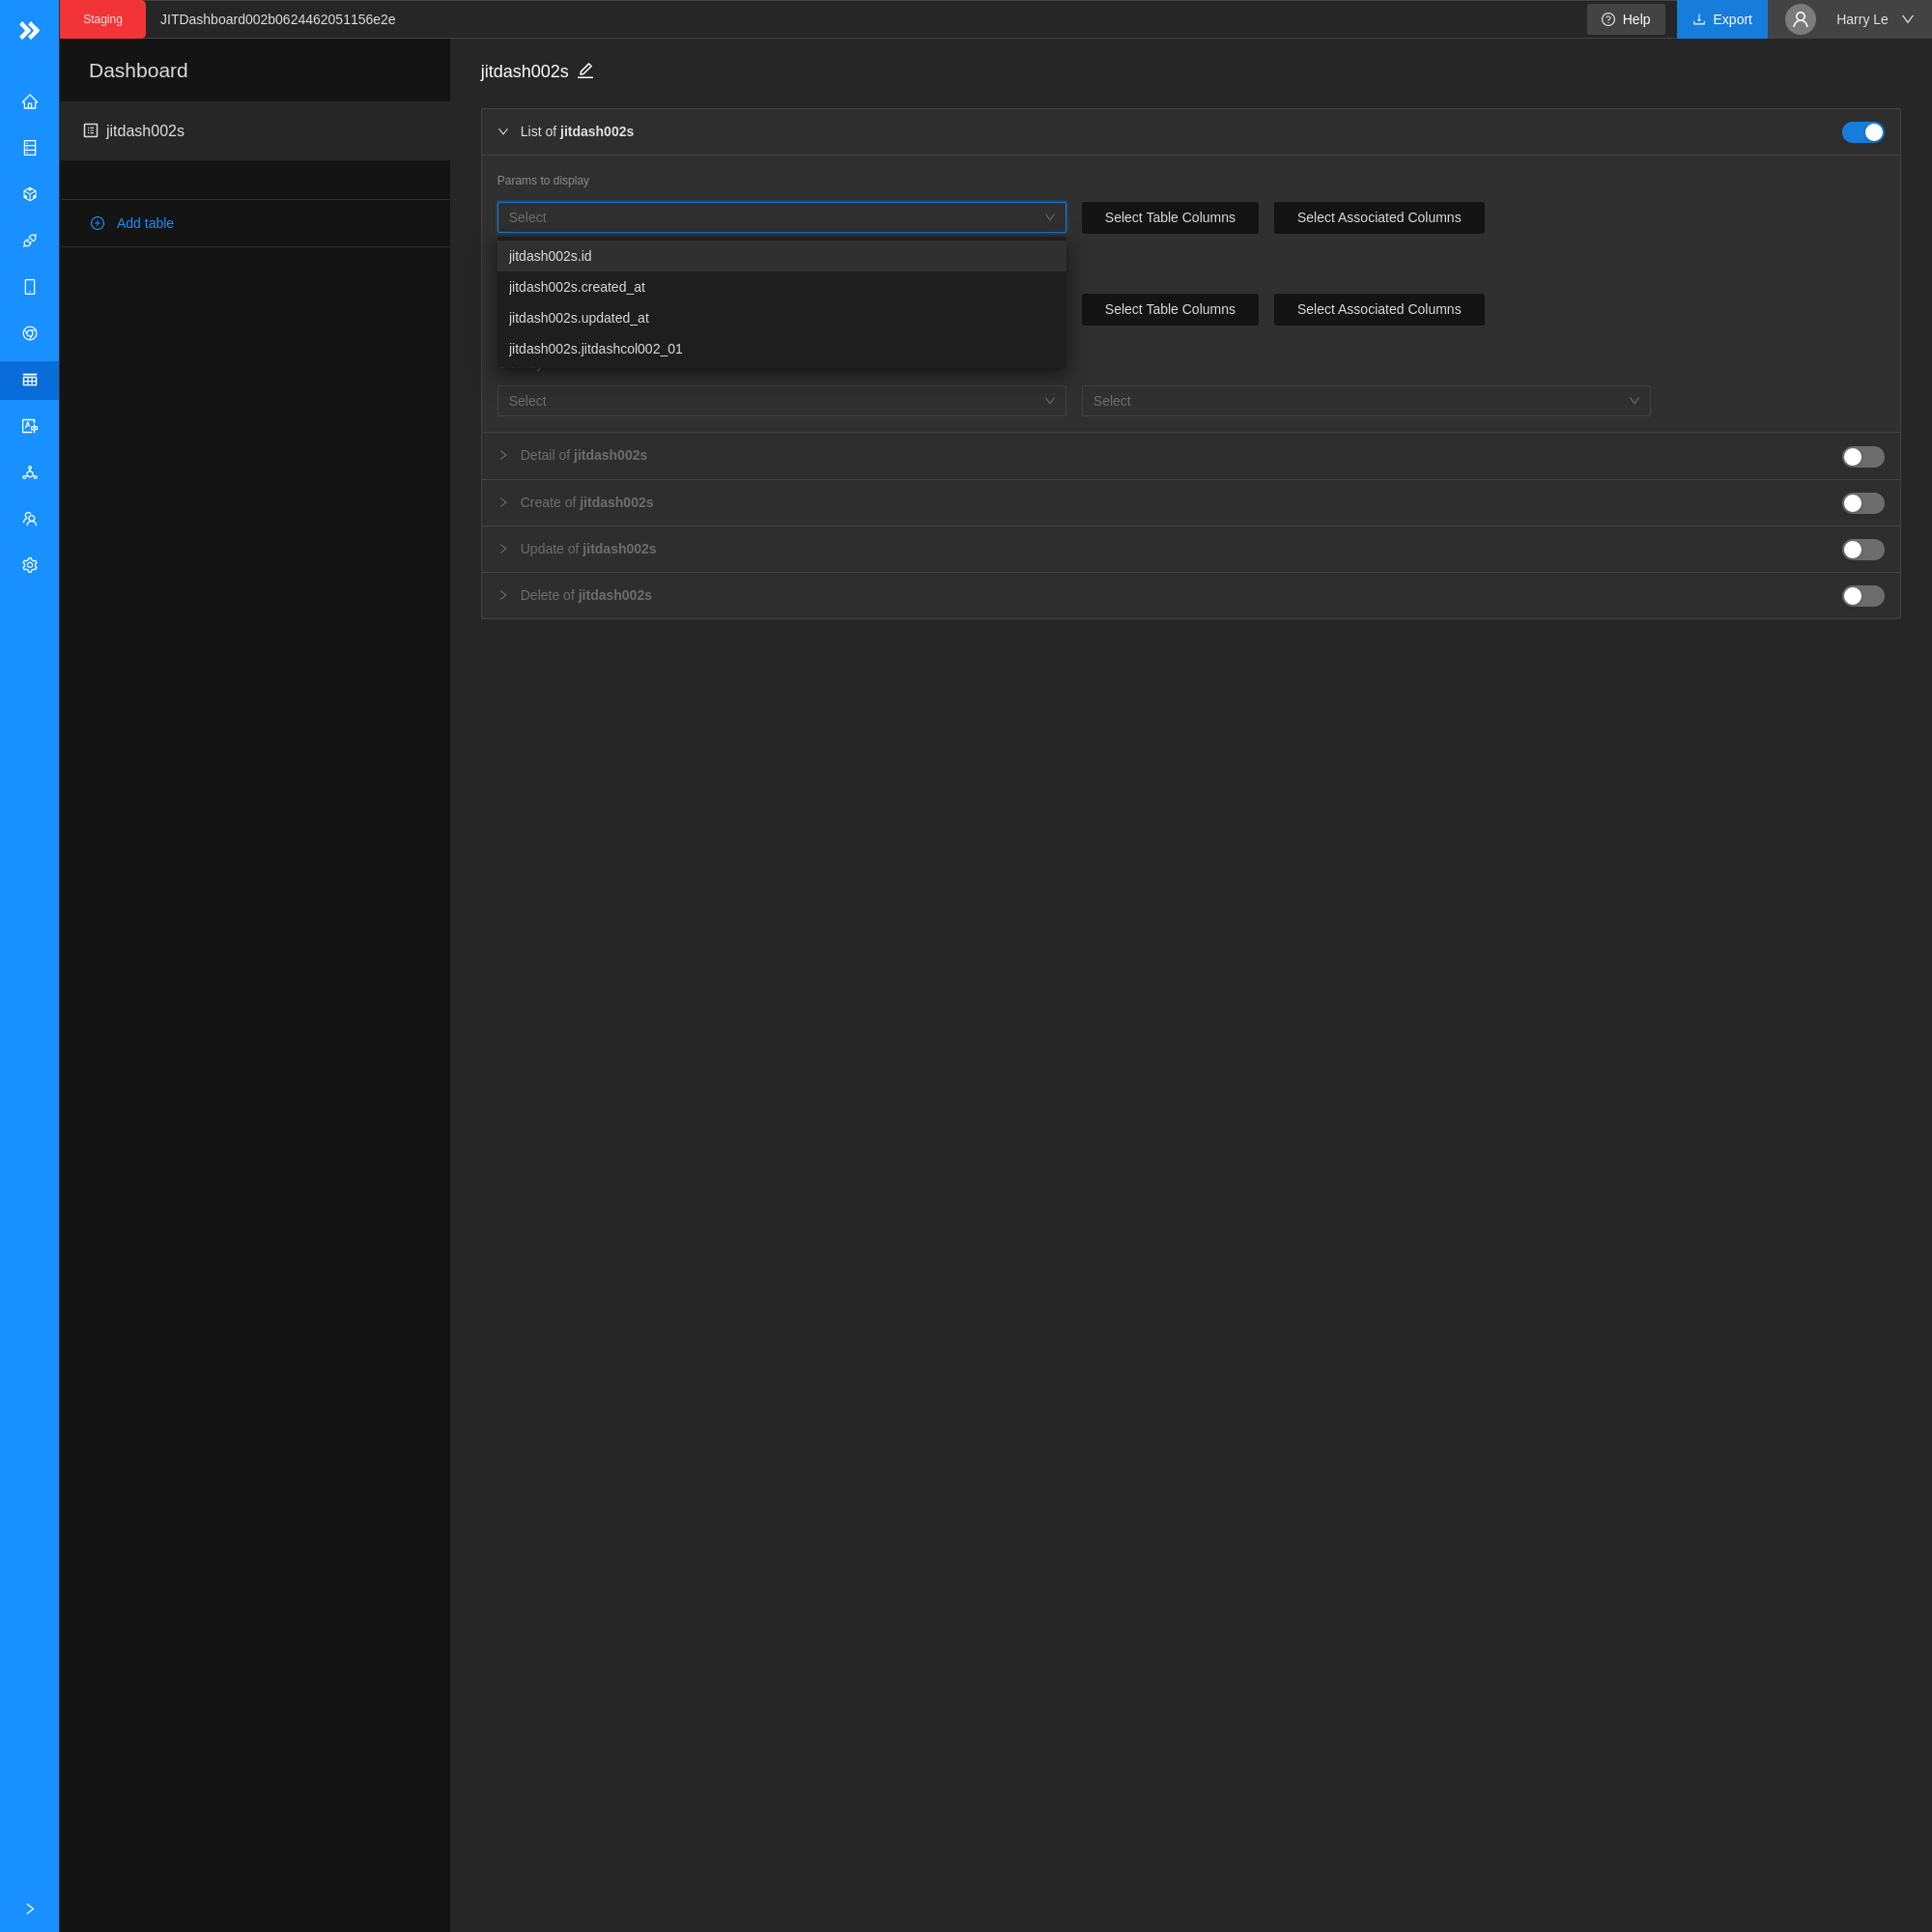 Staging
JITDashboard002b0624462051156e2e
Help
Export
Harry Le
Dashboard
jitdash002s
Add table
jitdash002s
List of jitdash002s
Params to display
Select
Select Table Columns
Select Associated Columns
jitdash002s.id
jitdash002s.created_at
jitdash002s.updated_at
jitdash002s.jitdashcol002_01
Select Table Columns
Select Associated Columns
Select
Select
Detail of jitdash002s
Create of jitdash002s
Update of jitdash002s
Delete of jitdash002s